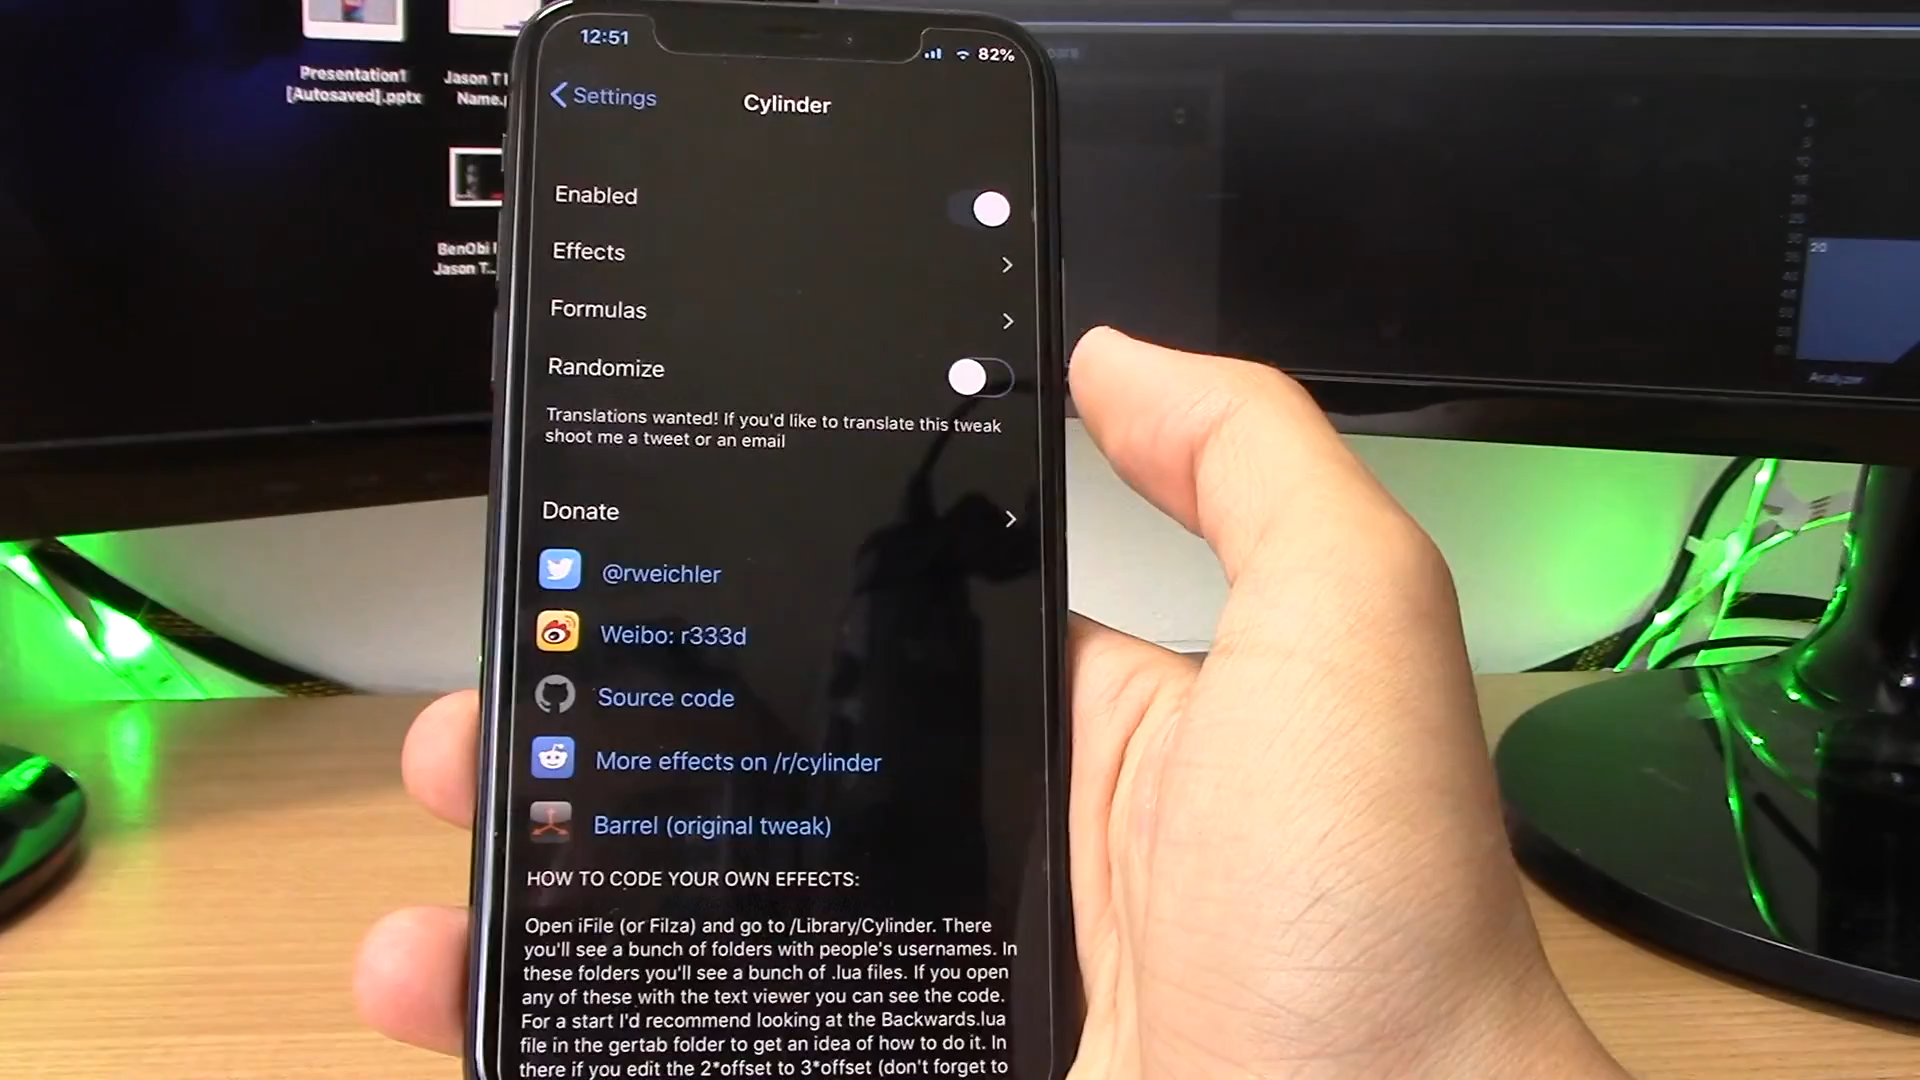 Presentation1
[Autosaved].pptx
Jason T
Name.
BenObi
Jason T...
12:51
82%
Settings
Cylinder
Enabled
Effects
Formulas
Randomize
Translations wanted! If you'd like to translate this tweak
shoot me a tweet or an email
Donate
@rweichler
Weibo: r333d
Source code
More effects on /r/cylinder
Barrel (original tweak)
HOW TO CODE YOUR OWN EFFECTS:
Open iFile (or Filza) and go to /Library/Cylinder. There
you'll see a bunch of folders with people's usernames. In
these folders you'll see a bunch of .lua files. If you open
any of these with the text viewer you can see the code.
For a start I'd recommend looking at the Backwards.lua
file in the gertab folder to get an idea of how to do it. In
there if you edit the 2*offset to 3*offset (don't forget to
20
Analyzer